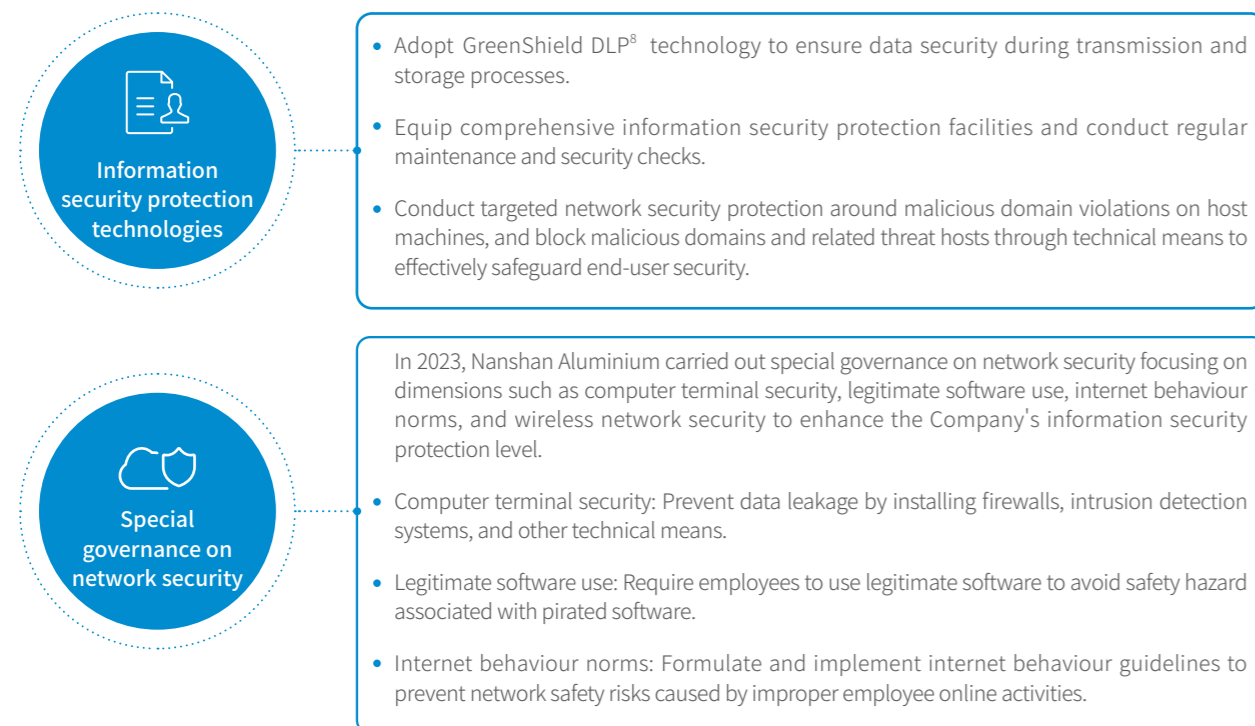 Information
security protection
technologies
• Adopt GreenShield DLP⁸ technology to ensure data security during transmission and
storage processes.
• Equip comprehensive information security protection facilities and conduct regular
maintenance and security checks.
• Conduct targeted network security protection around malicious domain violations on host
machines, and block malicious domains and related threat hosts through technical means to
effectively safeguard end-user security.
Special
governance on
network security
In 2023, Nanshan Aluminium carried out special governance on network security focusing on
dimensions such as computer terminal security, legitimate software use, internet behaviour
norms, and wireless network security to enhance the Company's information security
protection level.
• Computer terminal security: Prevent data leakage by installing firewalls, intrusion detection
systems, and other technical means.
• Legitimate software use: Require employees to use legitimate software to avoid safety hazard
associated with pirated software.
• Internet behaviour norms: Formulate and implement internet behaviour guidelines to
prevent network safety risks caused by improper employee online activities.